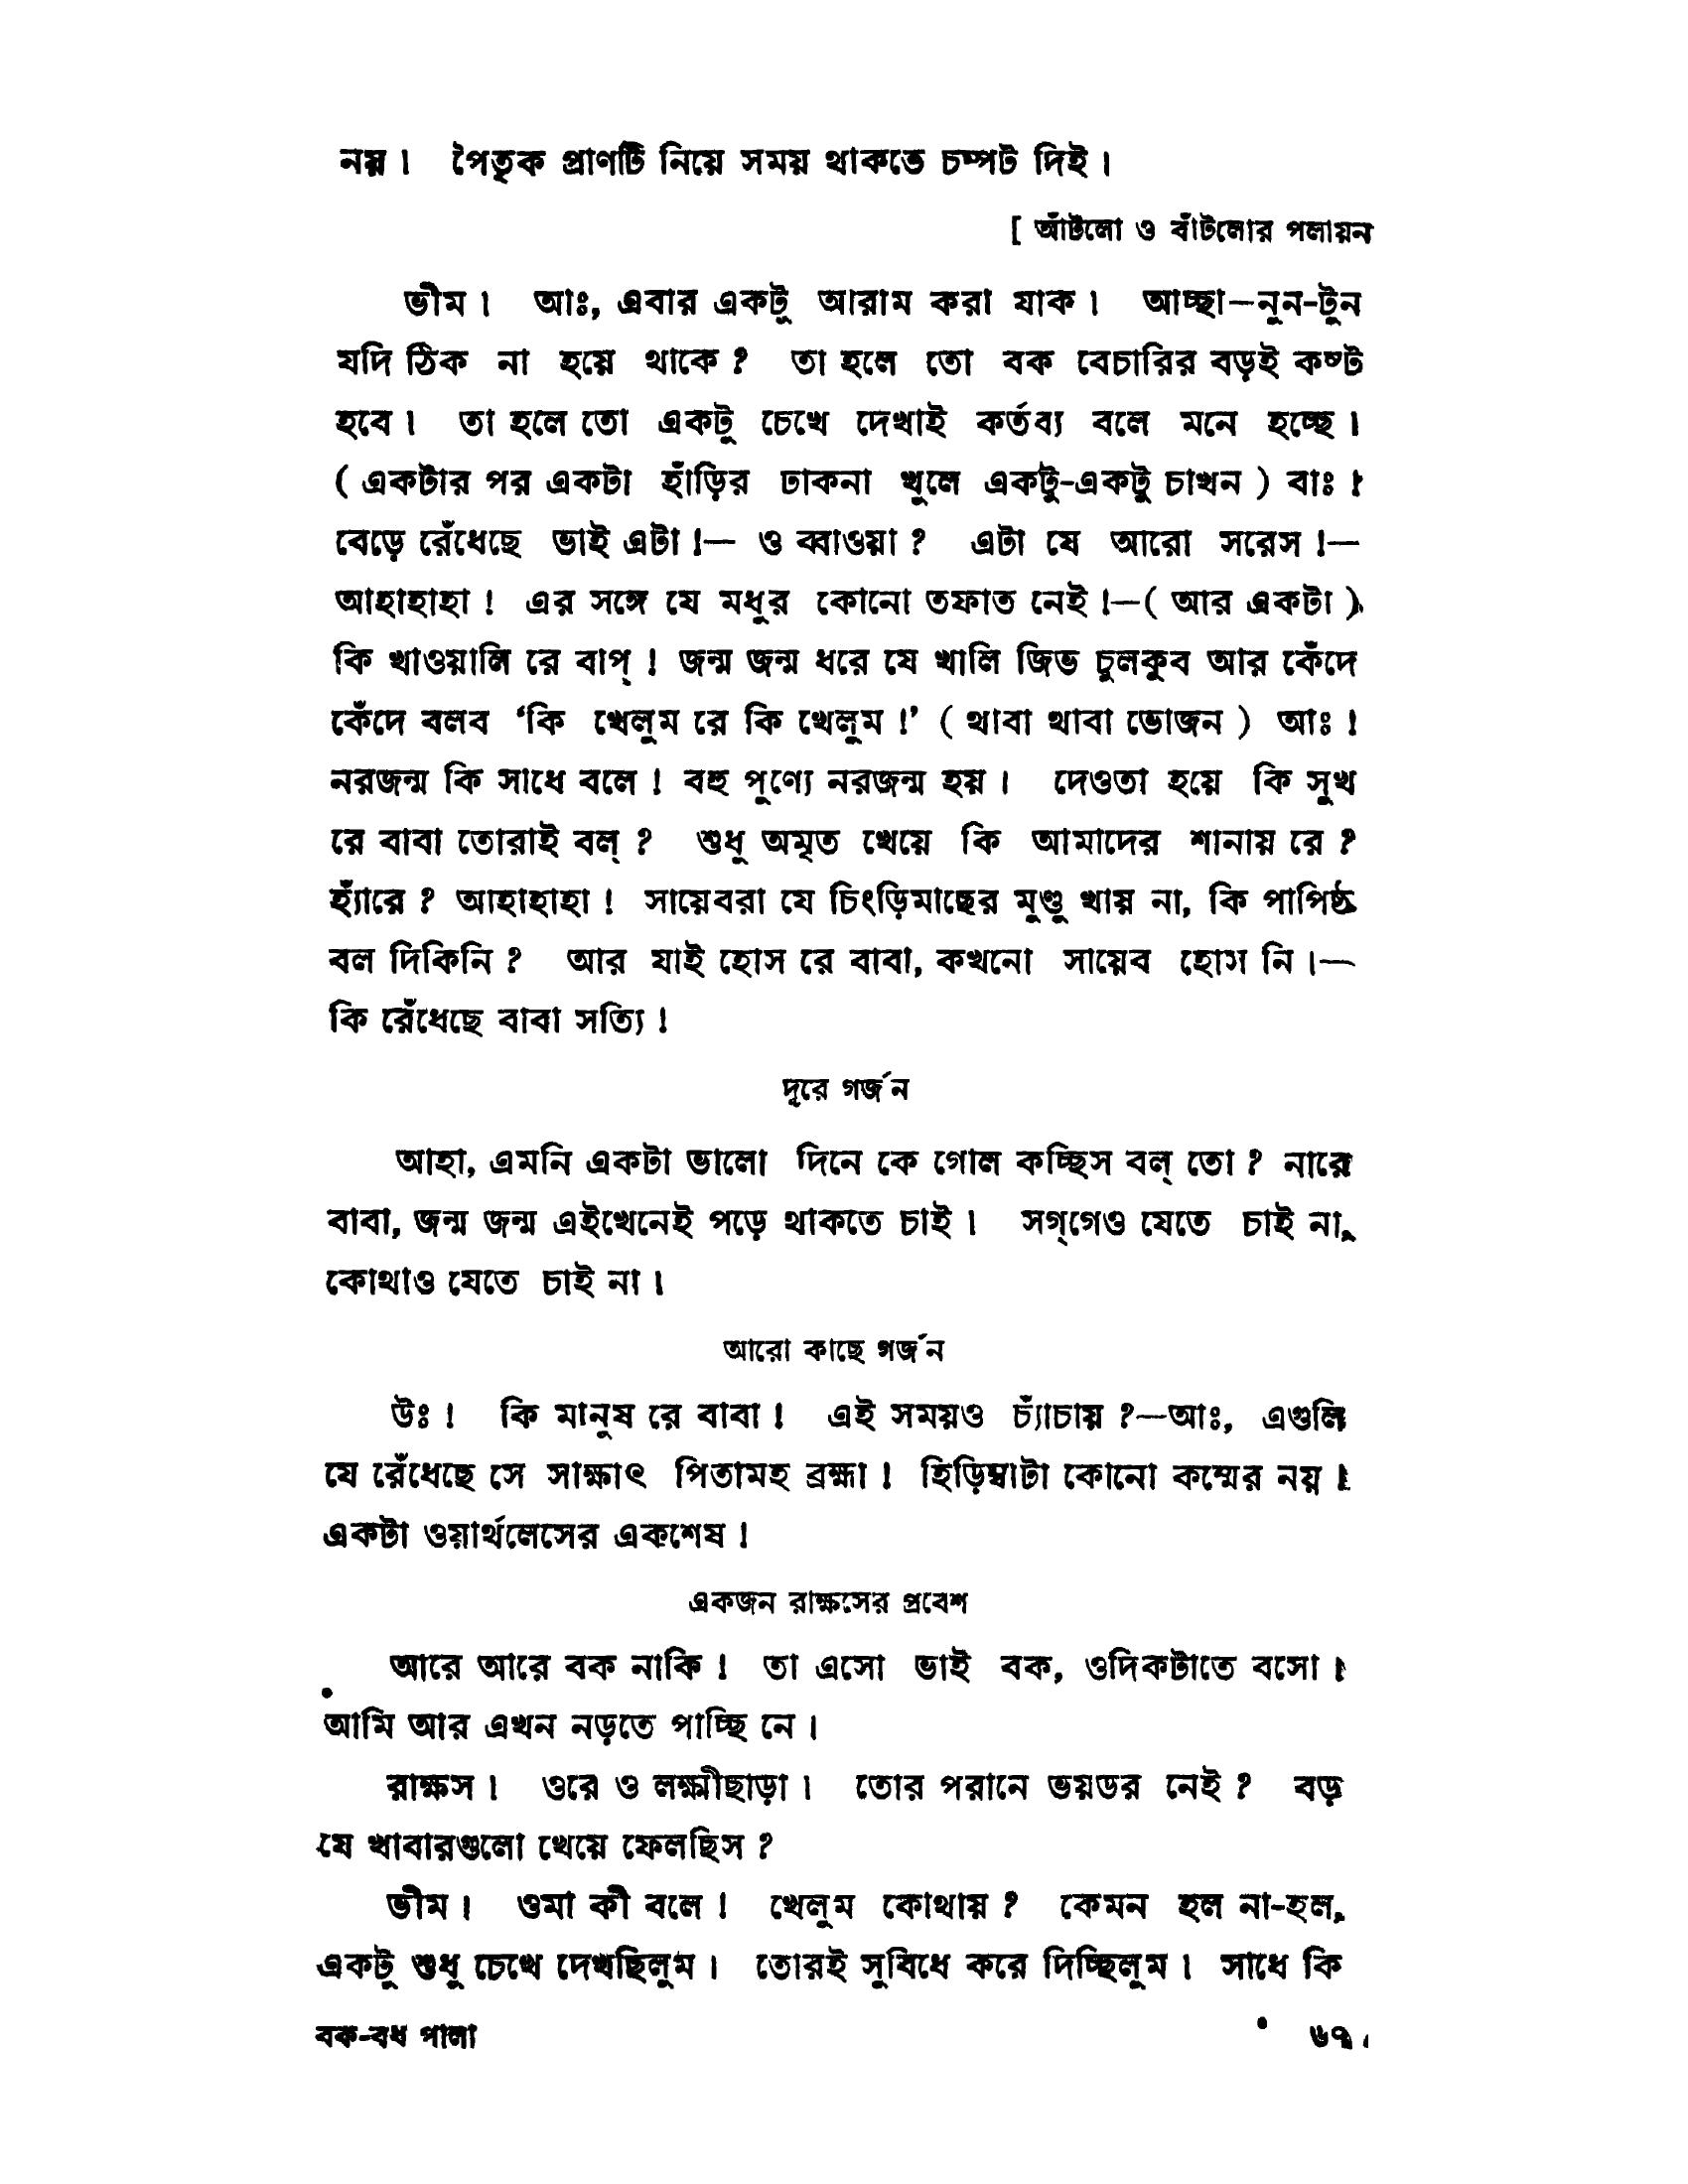 নয়। পৈতৃক প্রাণটি নিয়ে সময় থাকতে চম্পট দিই।
[ আঁটলো ও বাঁটলোর পলায়ন
ভীম। আঃ, এবার একটু আরাম করা যাক। আচ্ছা—নুন-টুন
যদি ঠিক না হয়ে থাকে? তা হলে তো বক বেচারির বড়ই কষ্ট
হবে। তা হলে তো একটু চেখে দেখাই কর্তব্য বলে মনে হচ্ছে।
(একটার পর একটা হাঁড়ির ঢাকনা খুলে একটু-একটু চাখন) বাঃ!
বেড়ে রেঁধেছে ভাই এটা!— ও ব্বাওয়া? এটা যে আরো সরেস!—
আহাহাহা! এর সঙ্গে যে মধুর কোনো তফাত নেই!—(আর একটা)
কি খাওয়ালি রে বাপ্! জন্ম জন্ম ধরে যে খালি জিভ চুলকুব আর কেঁদে
কেঁদে বলব ‘কি খেলুম রে কি খেলুম!’ (থাবা থাবা ভোজন) আঃ!
নরজন্ম কি সাধে বলে! বহু পুণ্যে নরজন্ম হয়। দেওতা হয়ে কি সুখ
রে বাবা তোরাই বল্? শুধু অমৃত খেয়ে কি আমাদের শানায় রে?
হ্যাঁরে? আহাহাহা! সায়েবরা যে চিংড়িমাছের মুণ্ডু খায় না, কি পাপিষ্ঠ
বল দিকিনি? আর যাই হোস রে বাবা, কখনো সায়েব হোস নি।—
কি রেঁধেছে বাবা সত্যি!
দূরে গর্জন
আহা, এমনি একটা ভালো দিনে কে গোল কচ্ছিস বল্ তো? নারে
বাবা, জন্ম জন্ম এইখেনেই পড়ে থাকতে চাই। সগ্‌গেও যেতে চাই না,
কোথাও যেতে চাই না।
আরো কাছে গর্জন
উঃ! কি মানুষ রে বাবা! এই সময়ও চ্যাঁচায়?—আঃ, এগুলি
যে রেঁধেছে সে সাক্ষাৎ পিতামহ ব্রহ্মা! হিড়িম্বাটা কোনো কম্মের নয়।
একটা ওয়ার্থলেসের একশেষ!
একজন রাক্ষসের প্রবেশ
আরে আরে বক নাকি! তা এসো ভাই বক, ওদিকটাতে বসো।
আমি আর এখন নড়তে পাচ্ছি নে।
রাক্ষস। ওরে ও লক্ষ্মীছাড়া। তোর পরানে ভয়ডর নেই? বড়
যে খাবারগুলো খেয়ে ফেলছিস?
ভীম। ওমা কী বলে! খেলুম কোথায়? কেমন হল না-হল,
একটু শুধু চেখে দেখছিলুম। তোরই সুবিধে করে দিচ্ছিলুম। সাধে কি
বক-বধ পালা ৬৭